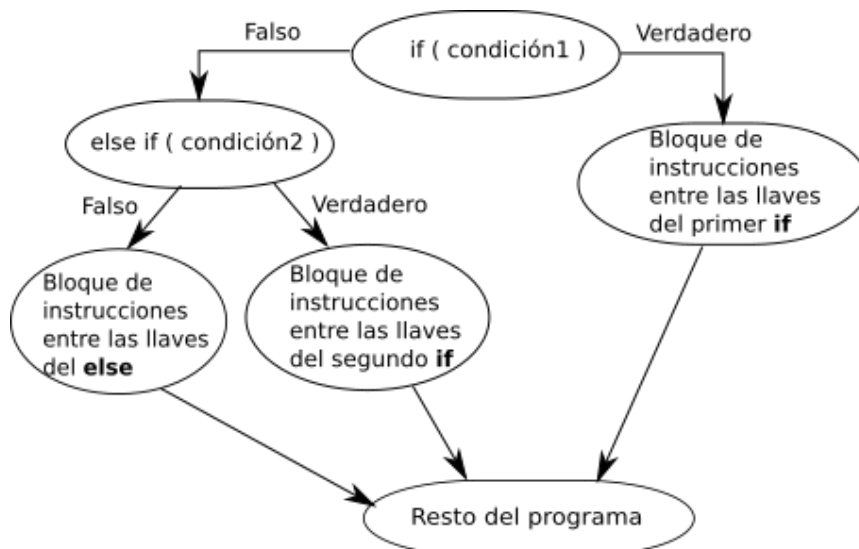 Falso
if ( condición1 )
Verdadero
else if ( condición2 )
Bloque de
instrucciones
entre las llaves
del primer if
Falso
Verdadero
Bloque de
instrucciones
entre las llaves
del else
Bloque de
instrucciones
entre las llaves
del segundo if
Resto del programa